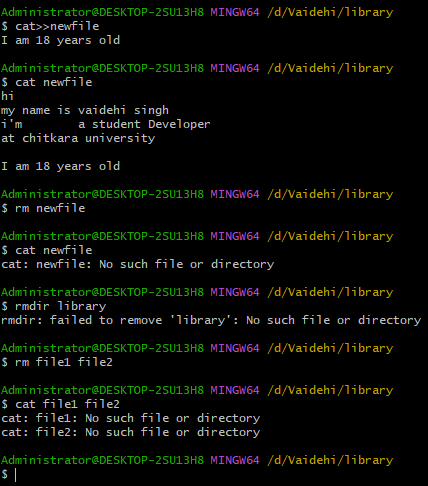 Administrator@DESKTOP-2SU13H8 MINGW64 /d/Vaidehi/library
$ cat>>newfile
I am 18 years old

Administrator@DESKTOP-2SU13H8 MINGW64 /d/Vaidehi/library
$ cat newfile
hi
my name is vaidehi singh
i'm       a student Developer
at chitkara university

I am 18 years old

Administrator@DESKTOP-2SU13H8 MINGW64 /d/Vaidehi/library
$ rm newfile

Administrator@DESKTOP-2SU13H8 MINGW64 /d/Vaidehi/library
$ cat newfile
cat: newfile: No such file or directory

Administrator@DESKTOP-2SU13H8 MINGW64 /d/Vaidehi/library
$ rmdir library
rmdir: failed to remove 'library': No such file or directory

Administrator@DESKTOP-2SU13H8 MINGW64 /d/Vaidehi/library
$ rm file1 file2

Administrator@DESKTOP-2SU13H8 MINGW64 /d/Vaidehi/library
$ cat file1 file2
cat: file1: No such file or directory
cat: file2: No such file or directory

Administrator@DESKTOP-2SU13H8 MINGW64 /d/Vaidehi/library
$